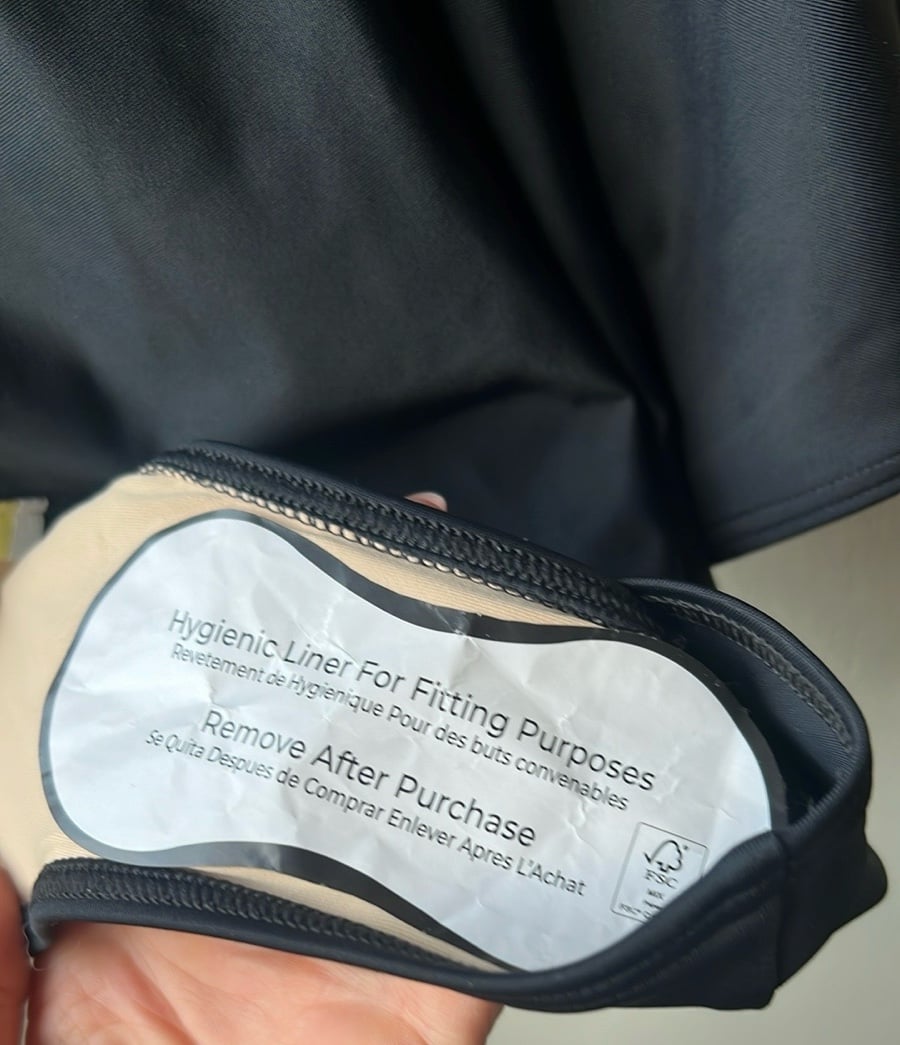 Hygienic Liner For Fitting Purposes
Revetement de Hygienique Pour des buts convenables
Remove After Purchase
Se Quita Despues de Comprar Enlever Apres L'Achat
FSC
MIX